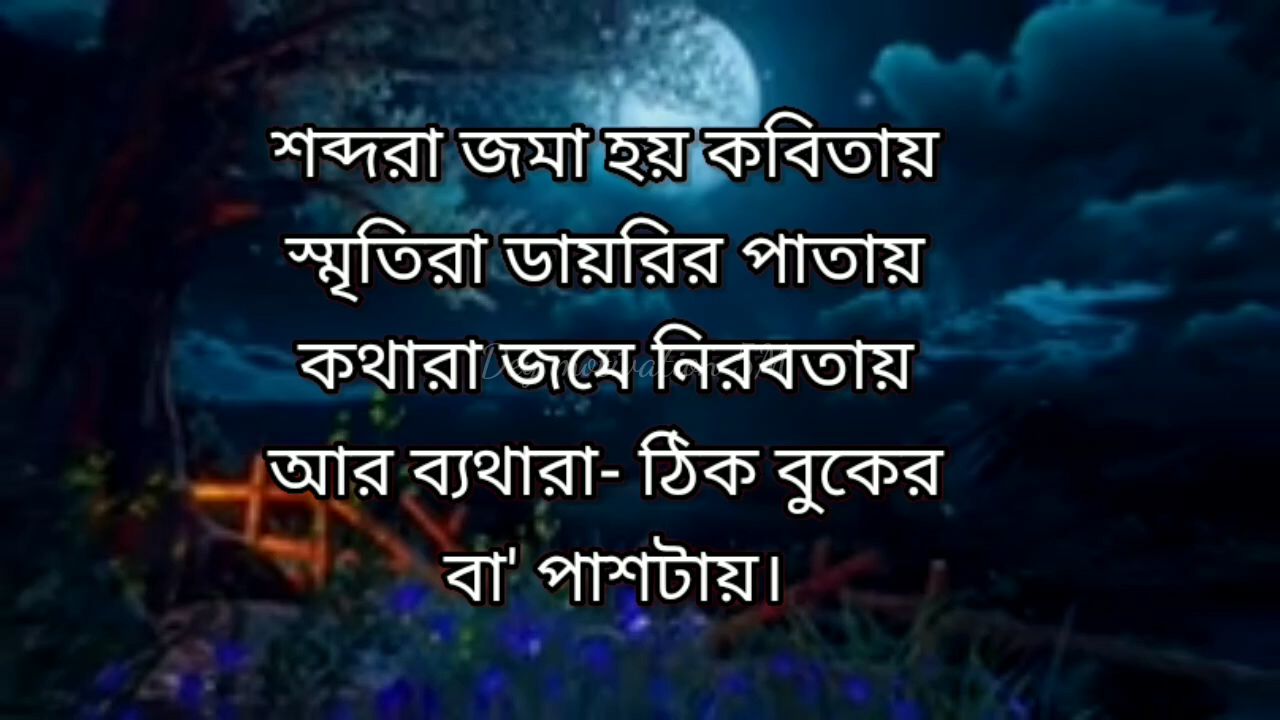 শব্দরা জমা হয় কবিতায়
স্মৃতিরা ডায়রির পাতায়
কথারা জমে নিরবতায়
আর ব্যথারা- ঠিক বুকের
বা' পাশটায়।